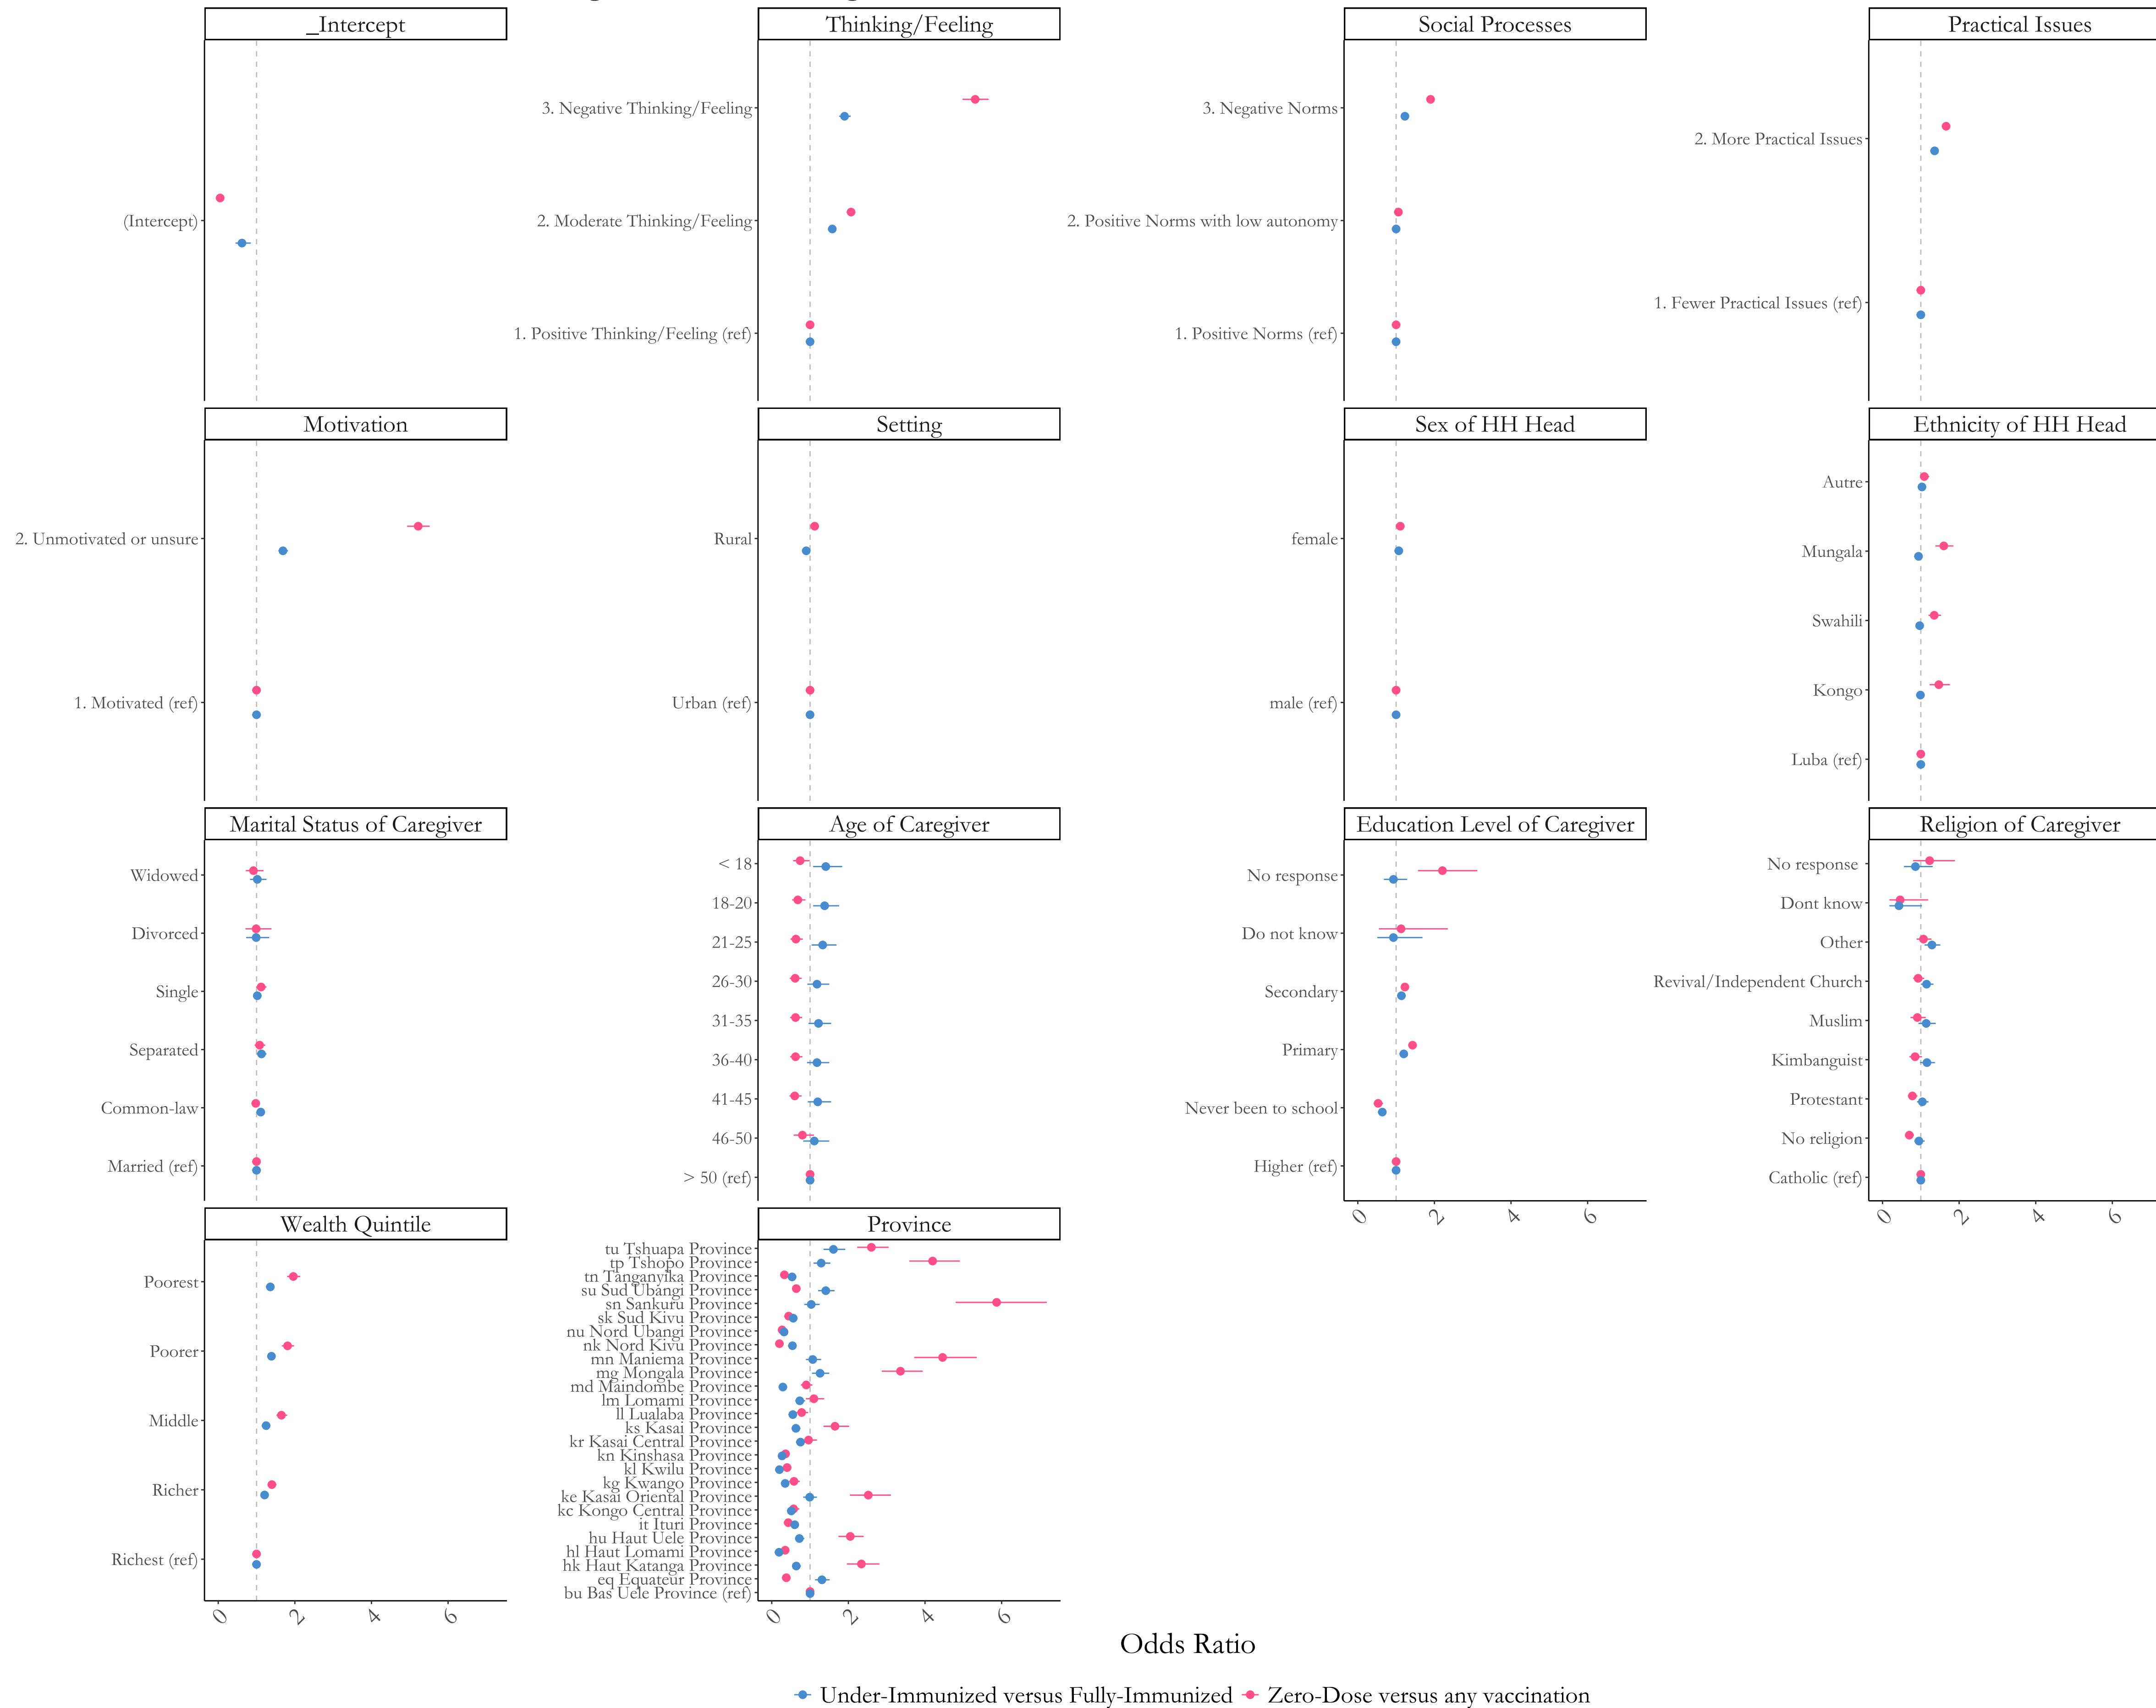 _Intercept
(Intercept)
Thinking/Feeling
3. Negative Thinking/Feeling
2. Moderate Thinking/Feeling
1. Positive Thinking/Feeling (ref)
Social Processes
3. Negative Norms
2. Positive Norms with low autonomy
1. Positive Norms (ref)
Practical Issues
2. More Practical Issues
1. Fewer Practical Issues (ref)
Motivation
2. Unmotivated or unsure
1. Motivated (ref)
Setting
Rural
Urban (ref)
Sex of HH Head
female
male (ref)
Ethnicity of HH Head
Autre
Mungala
Swahili
Kongo
Luba (ref)
Marital Status of Caregiver
Widowed
Divorced
Single
Separated
Common-law
Married (ref)
Age of Caregiver
< 18
18-20
21-25
26-30
31-35
36-40
41-45
46-50
> 50 (ref)
Education Level of Caregiver
No response
Do not know
Secondary
Primary
Never been to school
Higher (ref)
0 2 4 6
Religion of Caregiver
No response
Dont know
Other
Revival/Independent Church
Muslim
Kimbanguist
Protestant
No religion
Catholic (ref)
0 2 4 6
Wealth Quintile
Poorest
Poorer
Middle
Richer
Richest (ref)
0 2 4 6
Province
tu Tshuapa Province
tp Tshopo Province
tn Tanganyika Province
su Sud Ubangi Province
sn Sankuru Province
sk Sud Kivu Province
nu Nord Ubangi Province
nk Nord Kivu Province
mn Maniema Province
mg Mongala Province
md Maindombe Province
lm Lomami Province
ll Lualaba Province
ks Kasai Province
kr Kasai Central Province
kn Kinshasa Province
kl Kwilu Province
kg Kwango Province
ke Kasai Oriental Province
kc Kongo Central Province
it Ituri Province
hu Haut Uele Province
hl Haut Lomami Province
hk Haut Katanga Province
eq Equateur Province
bu Bas Uele Province (ref)
0 2 4 6
Odds Ratio
Under-Immunized versus Fully-Immunized Zero-Dose versus any vaccination